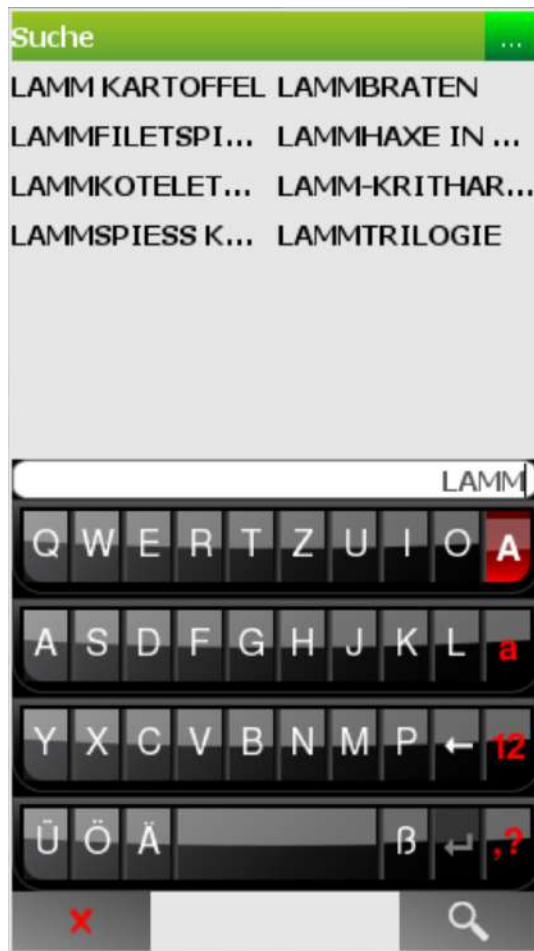 Suche ...
LAMM KARTOFFEL LAMMBRATEN
LAMMFILETSPI... LAMMHAXE IN ...
LAMMKOTELET... LAMM-KRITHAR...
LAMMSPIESS K... LAMMTRILOGIE
LAMM
Q W E R T Z U I O A
A S D F G H J K L a
Y X C V B N M P ← 12
Ü Ö Ä ß ↵ ,?